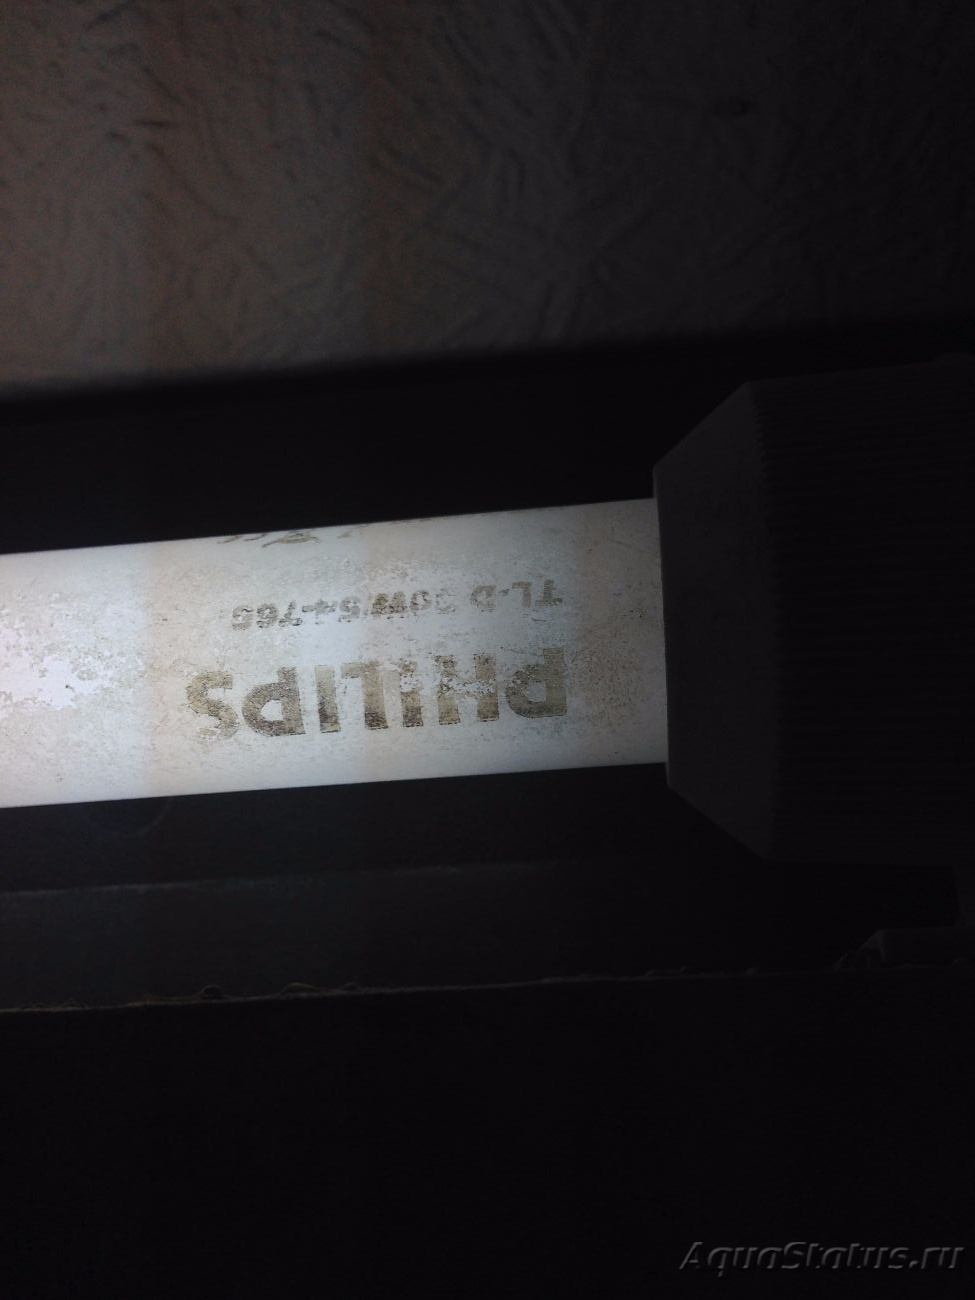 PHILIPS
TL-D 30W/54-765
AquaStatus.ru